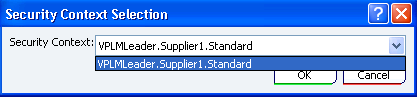 Security Context Selection
Security Context: VPLMLeader.Supplier1.Standard
VPLMLeader.Supplier1.Standard
OK Cancel